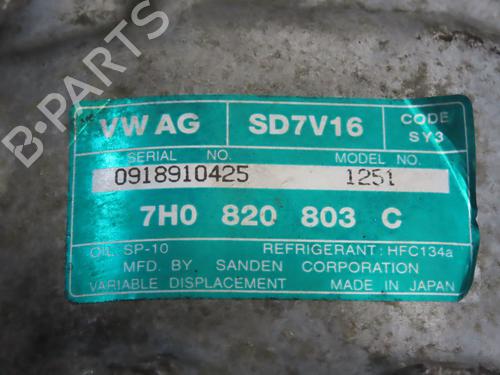 VW AG SD7V16 CODE SY3
SERIAL NO. MODEL NO.
0918910425 1251
7H0 820 803 C
OIL SP-10 REFRIGERANT: HFC134a
MFD. BY SANDEN CORPORATION
VARIABLE DISPLACEMENT MADE IN JAPAN
B-PARTS